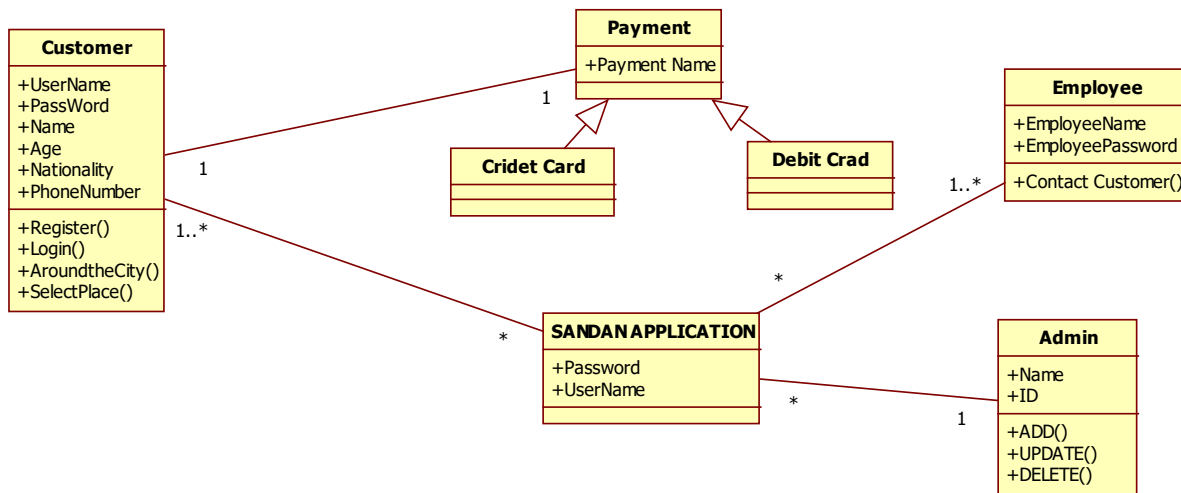 Customer
+UserName
+PassWord
+Name
+Age
+Nationality
+PhoneNumber
+Register()
+Login()
+AroundtheCity()
+SelectPlace()
Payment
+Payment Name
1
1
Cridet Card
Debit Crad
Employee
+EmployeeName
+EmployeePassword
+Contact Customer()
1..*
1..*
*
*
SANDAN APPLICATION
+Password
+UserName
*
1
Admin
+Name
+ID
+ADD()
+UPDATE()
+DELETE()